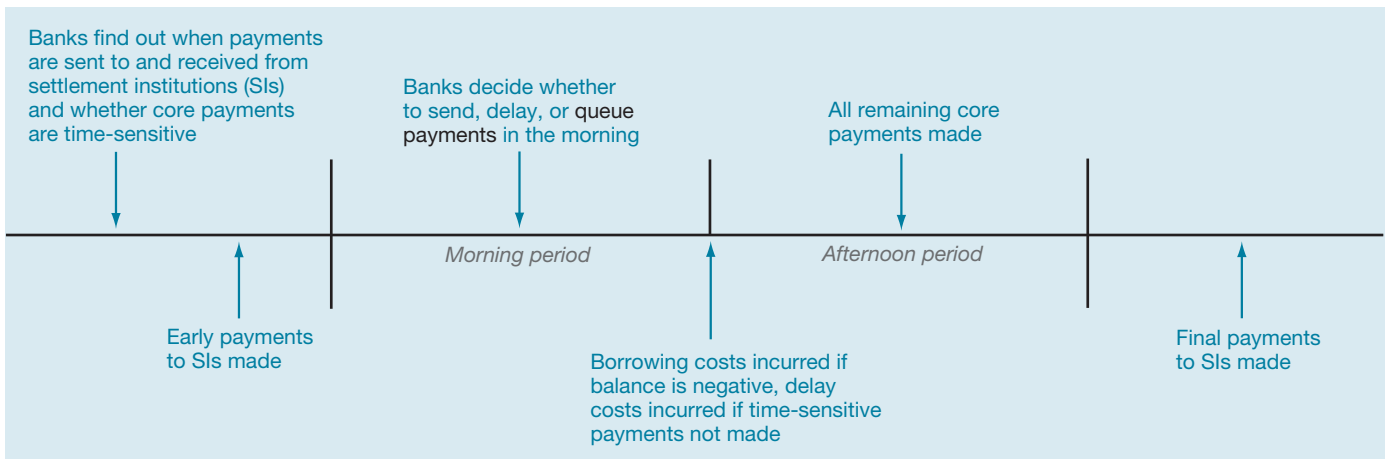 Banks find out when payments
are sent to and received from
settlement institutions (SIs)
and whether core payments
are time-sensitive
Banks decide whether
to send, delay, or queue
payments in the morning
All remaining core
payments made
Morning period
Afternoon period
Early payments
to SIs made
Borrowing costs incurred if
balance is negative, delay
costs incurred if time-sensitive
payments not made
Final payments
to SIs made